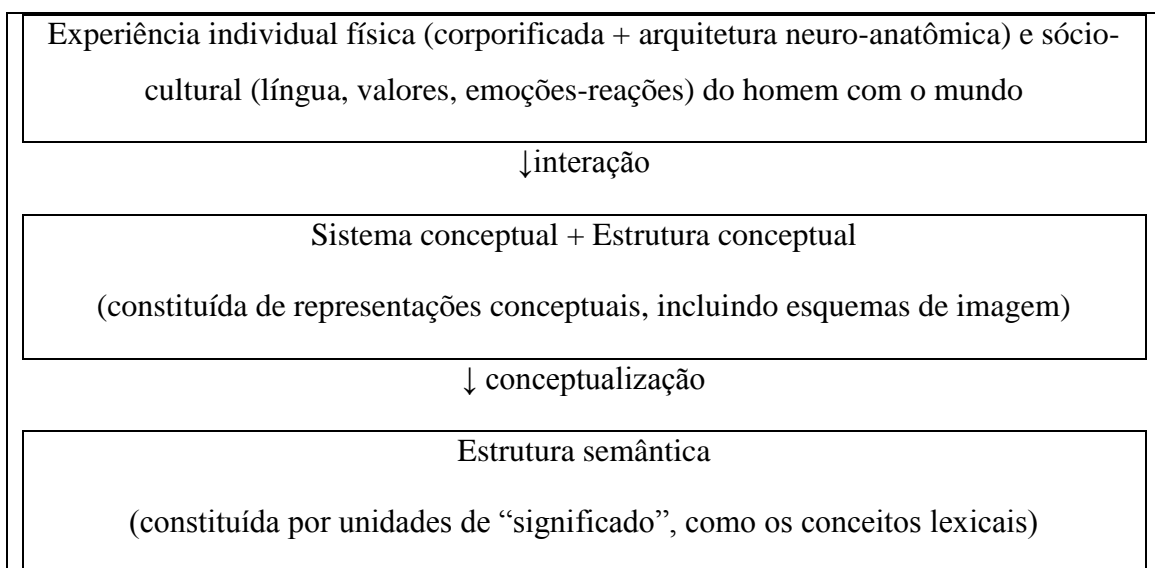 Experiência individual física (corporificada + arquitetura neuro-anatômica) e sócio-
cultural (língua, valores, emoções-reações) do homem com o mundo
↓interação
Sistema conceptual + Estrutura conceptual
(constituída de representações conceptuais, incluindo esquemas de imagem)
↓ conceptualização
Estrutura semântica
(constituída por unidades de “significado”, como os conceitos lexicais)